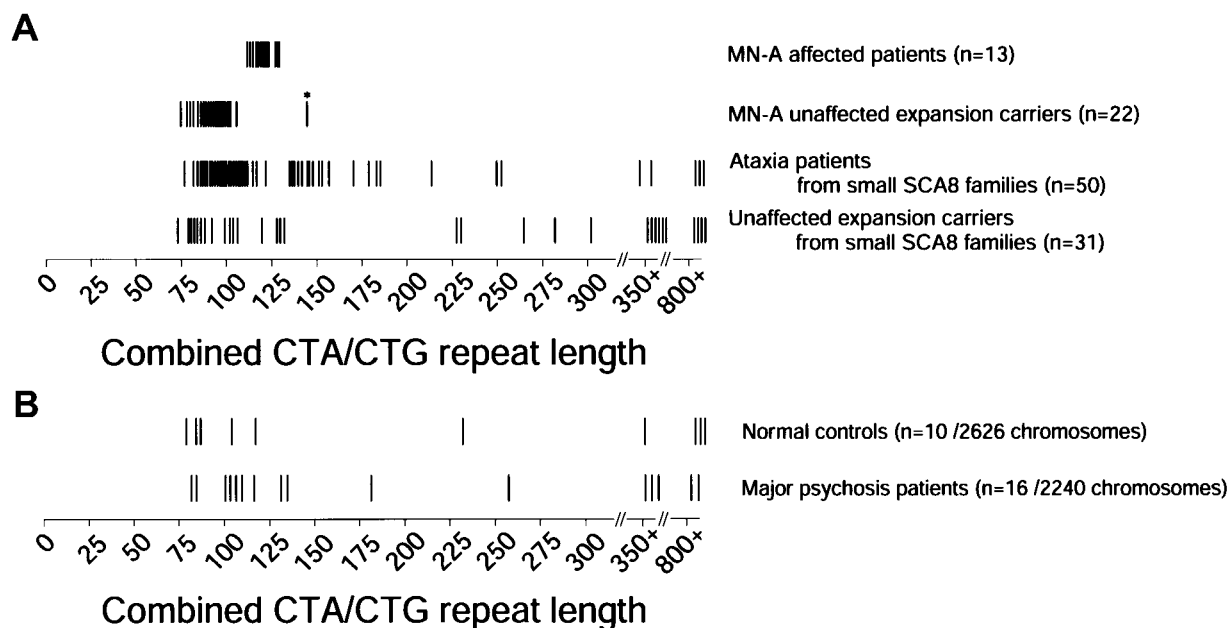 A
MN-A affected patients (n=13)
*
MN-A unaffected expansion carriers (n=22)
Ataxia patients
from small SCA8 families (n=50)
Unaffected expansion carriers
from small SCA8 families (n=31)
// //
0 25 50 75 100 125 150 175 200 225 250 275 300 350+ 800+
Combined CTA/CTG repeat length
B
Normal controls (n=10 /2626 chromosomes)
Major psychosis patients (n=16 /2240 chromosomes)
// //
0 25 50 75 100 125 150 175 200 225 250 275 300 350+ 800+
Combined CTA/CTG repeat length